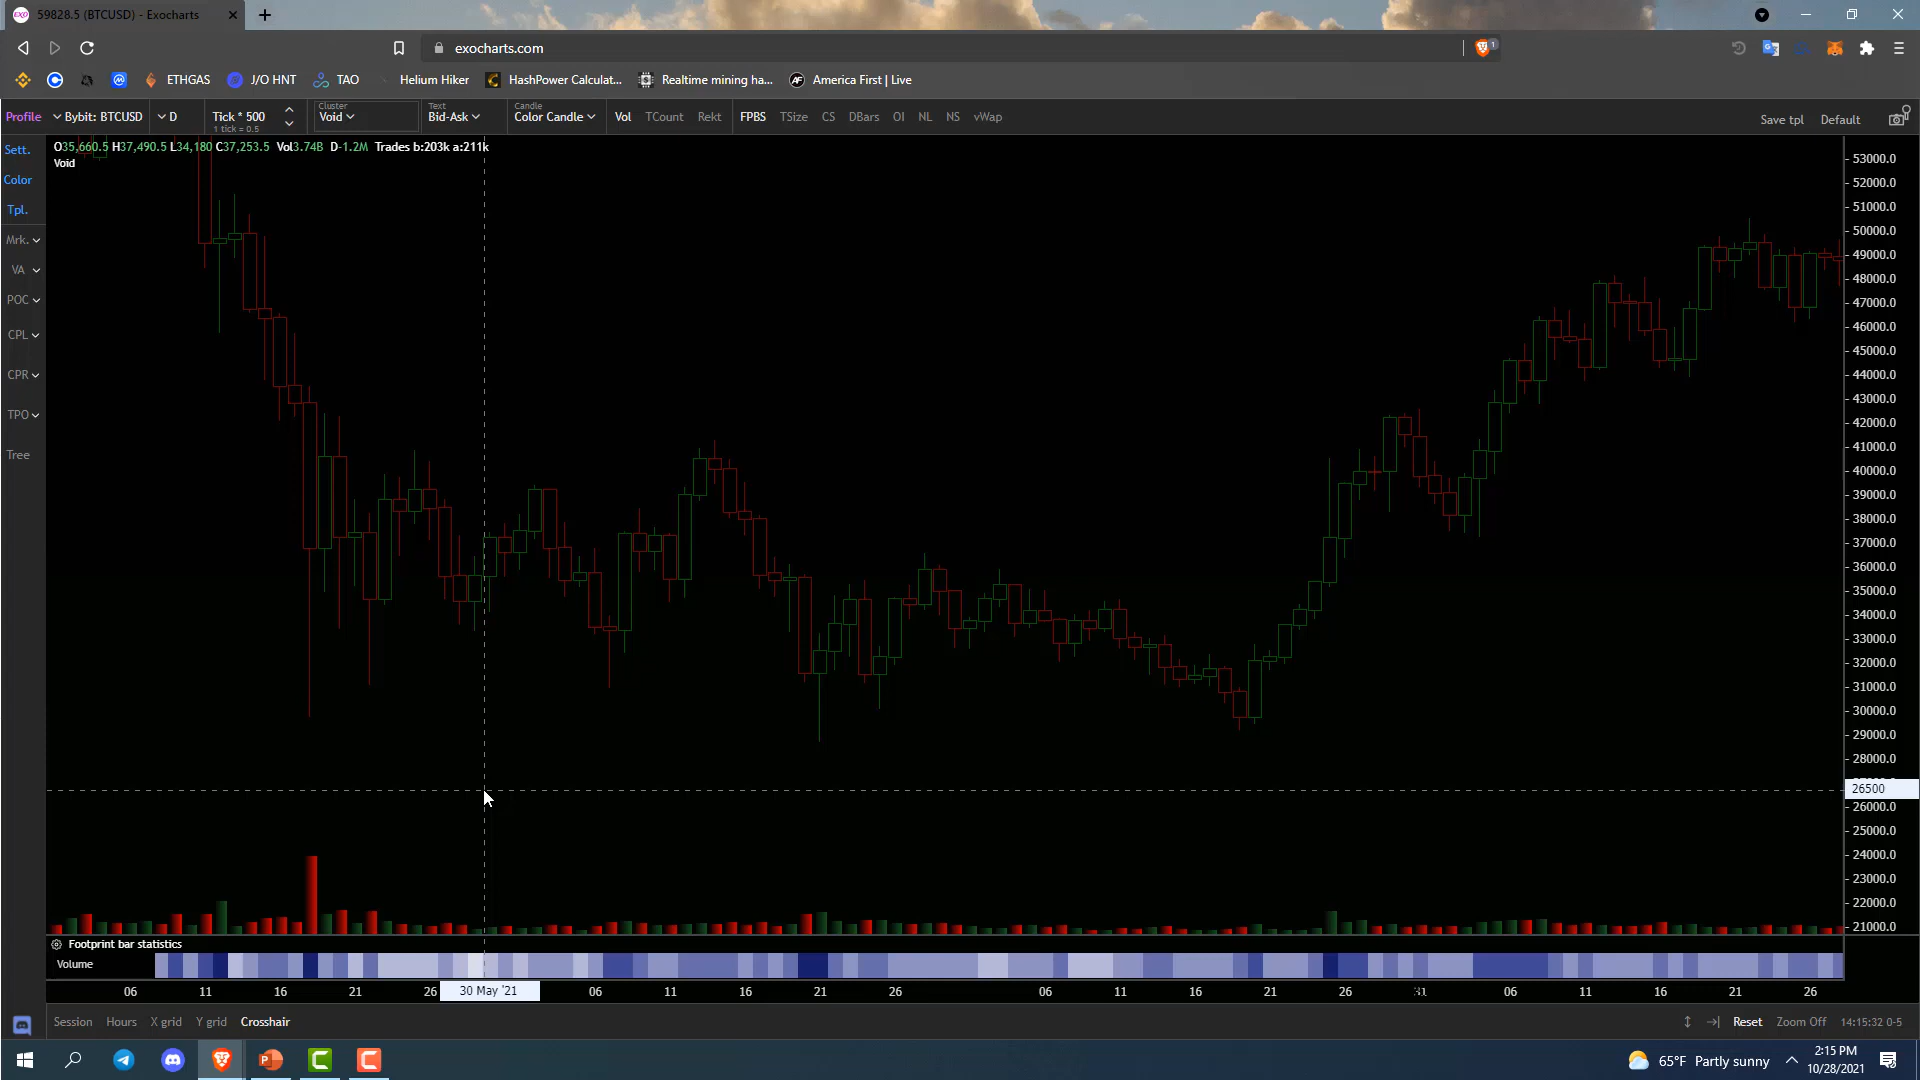 59828.5 (BTCUSD) - Exocharts
exocharts.com
1
ETHGAS
J/O HNT
TAO
Helium Hiker
HashPower Calculat...
Realtime mining ha...
America First | Live
Profile
Bybit: BTCUSD
D
Tick * 500
1 tick = 0.5
Cluster
Void
Text
Bid-Ask
Candle
Color Candle
Vol
TCount
Rekt
FPBS
TSize
CS
DBars
OI
NL
NS
vWap
Save tpl
Default
Sett.
Color
Tpl.
Mrk.
VA
POC
CPL
CPR
TPO
Tree
O35,660.5 H37,490.5 L34,180 C37,253.5 Vol3.74B D-1.2M Trades b:203k a:211k
Void
53000.0
52000.0
51000.0
50000.0
49000.0
48000.0
47000.0
46000.0
45000.0
44000.0
43000.0
42000.0
41000.0
40000.0
39000.0
38000.0
37000.0
36000.0
35000.0
34000.0
33000.0
32000.0
31000.0
30000.0
29000.0
28000.0
26500
26000.0
25000.0
24000.0
23000.0
22000.0
21000.0
Footprint bar statistics
Volume
06 11 16 21 26 30 May '21 06 11 16 21 26 06 11 16 21 26 31 06 11 16 21 26
Session Hours X grid Y grid Crosshair
Reset Zoom Off 14:15:32 0-5
65°F Partly sunny
2:15 PM
10/28/2021